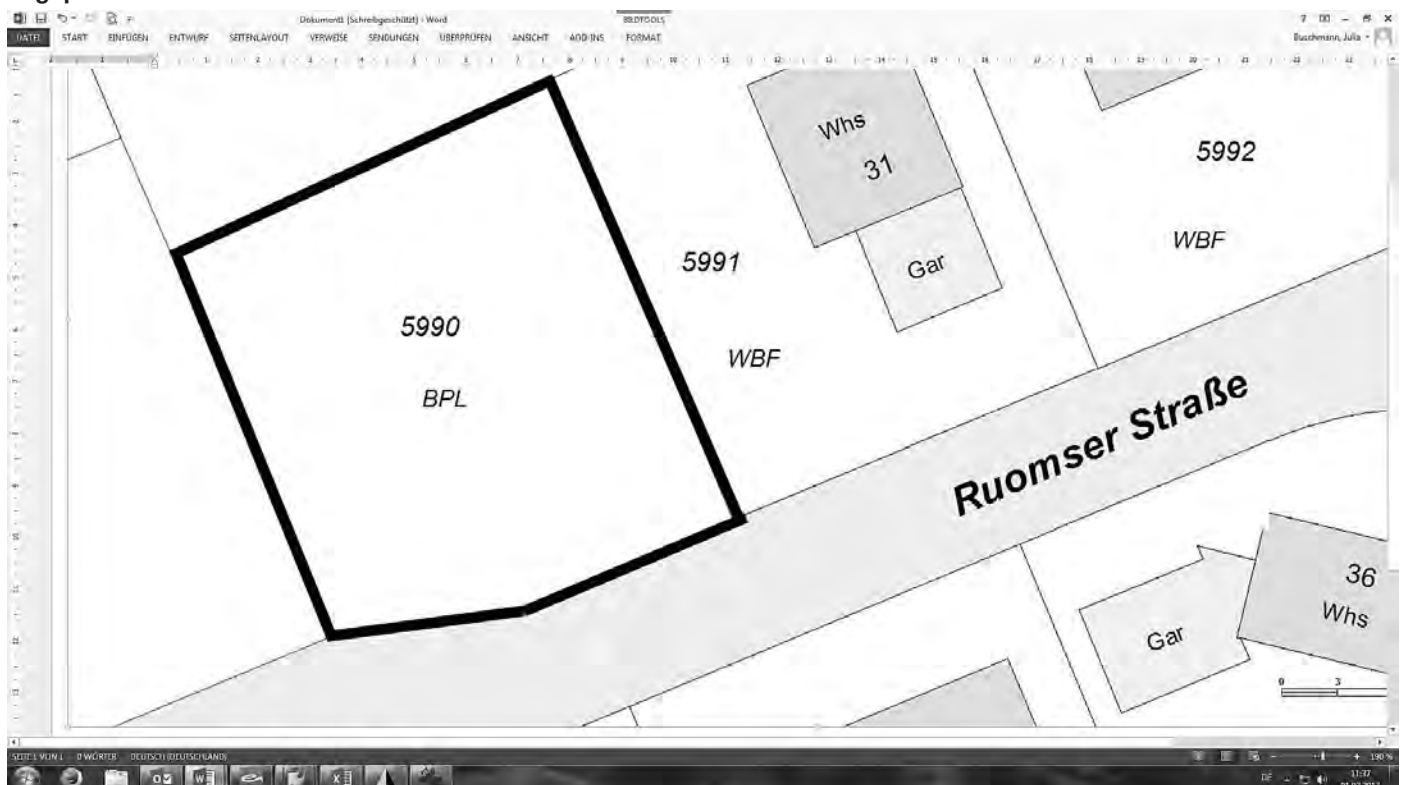 Dokument1 (Schreibgeschützt) - Word
BILDTOOLS
DATEI START EINFÜGEN ENTWURF SEITENLAYOUT VERWEISE SENDUNGEN ÜBERPRÜFEN ANSICHT ADD-INS FORMAT
Buschmann, Julia
Whs
31
5992
5991
Gar
WBF
5990
WBF
BPL
Ruomser Straße
36
Whs
Gar
0 3
SEITE 1 VON 1 0 WÖRTER DEUTSCH (DEUTSCHLAND)
190 %
DE
11:37